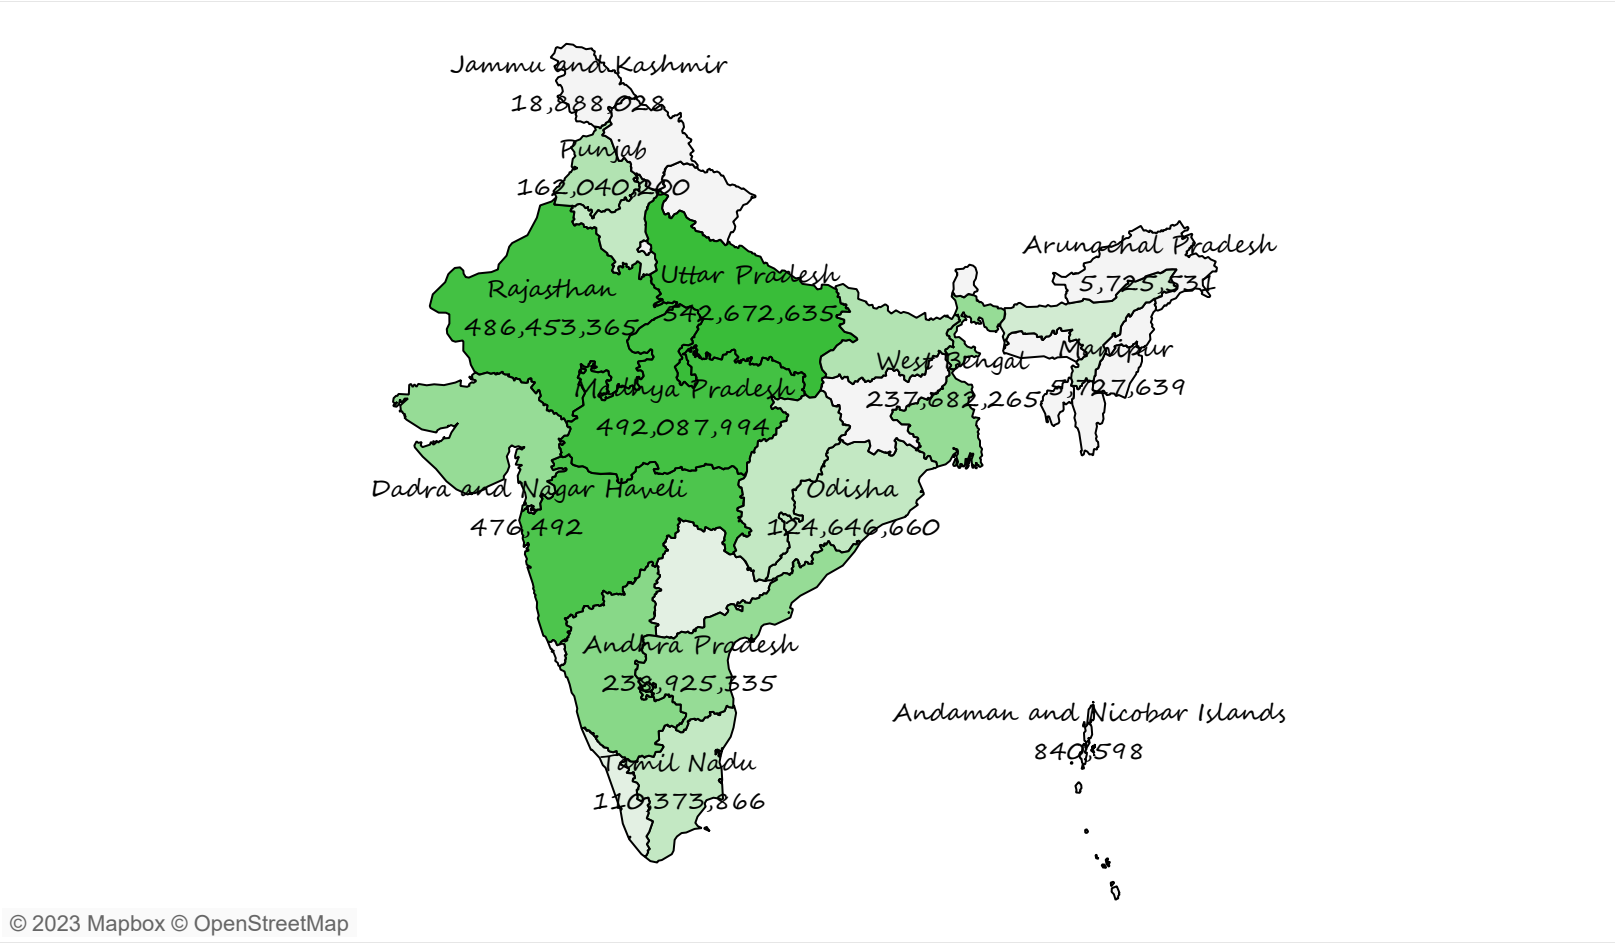 Jammu and Kashmir
18,888,028
Punjab
162,040,200
Arunachal Pradesh
5,725,531
Uttar Pradesh
542,672,635
Rajasthan
486,453,365
Manipur
5,727,639
West Bengal
237,682,265
Madhya Pradesh
492,087,994
Dadra and Nagar Haveli
476,492
Odisha
124,646,660
Andhra Pradesh
238,925,335
Andaman and Nicobar Islands
840,598
Tamil Nadu
110,373,866
© 2023 Mapbox © OpenStreetMap